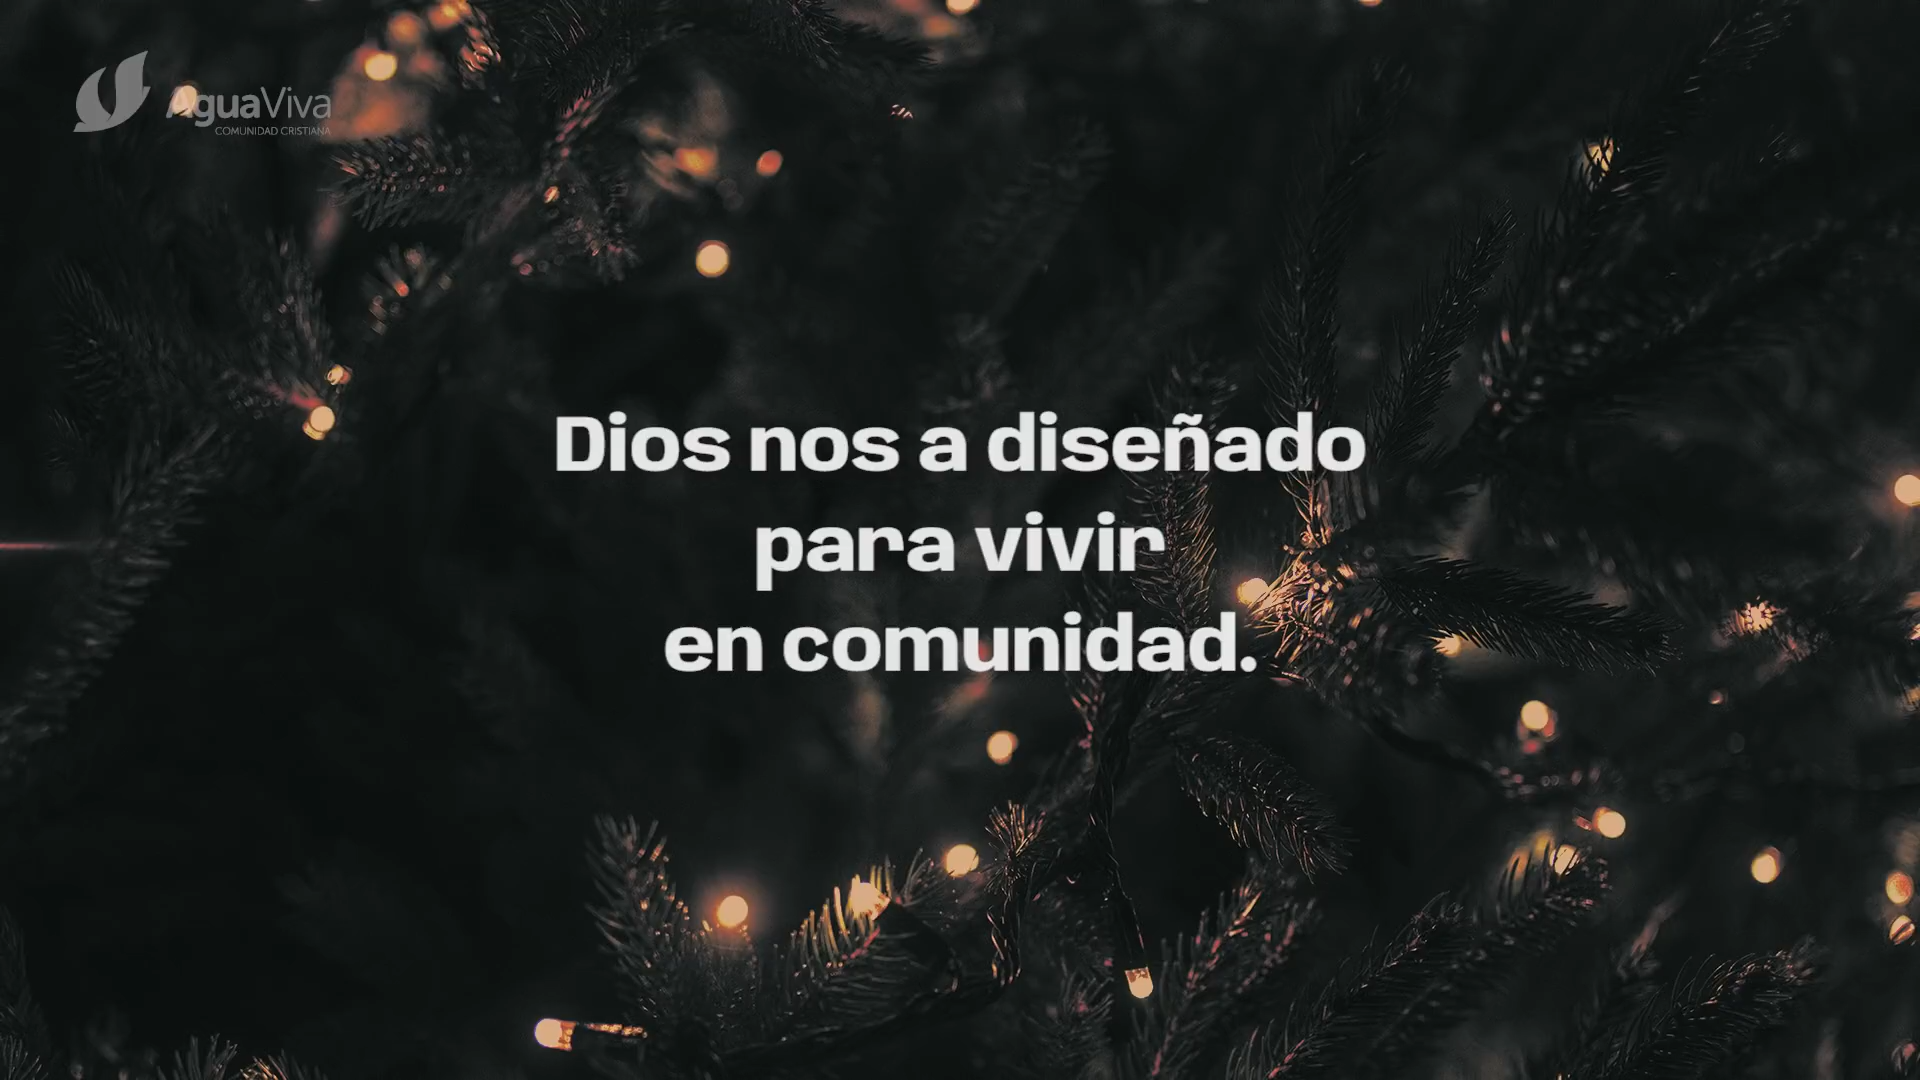 AguaViva
COMUNIDAD CRISTIANA
Dios nos a diseñado
para vivir
en comunidad.